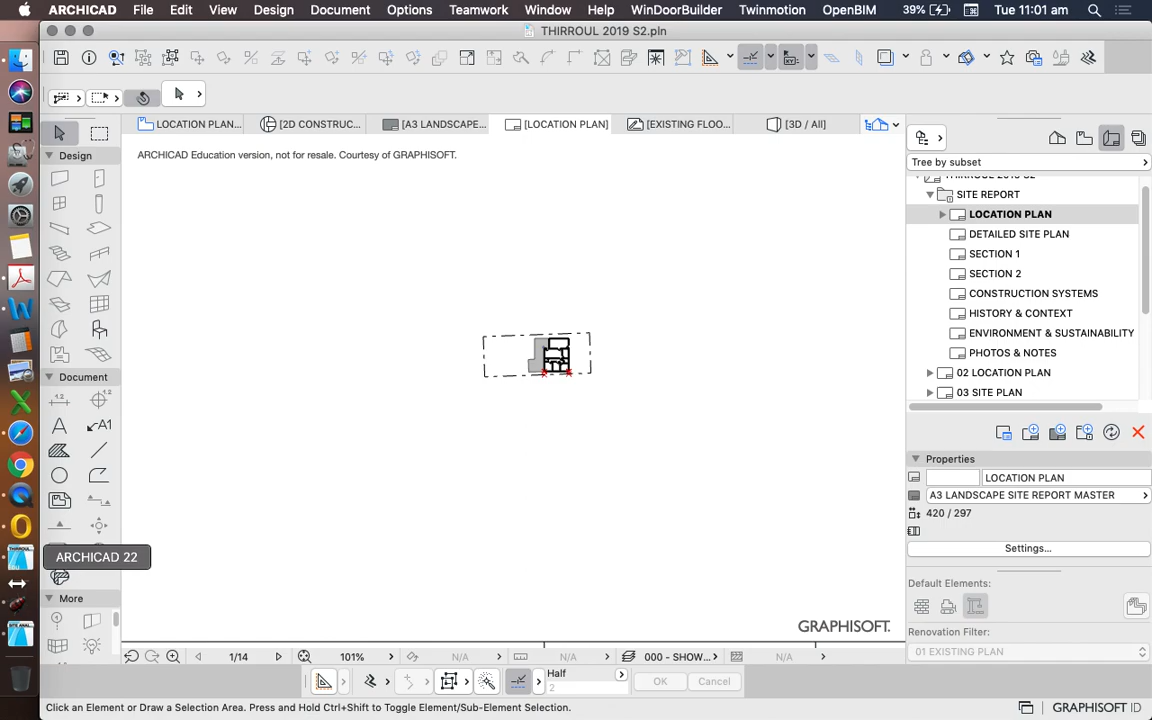 ARCHICAD File Edit View Design Document Options Teamwork Window Help WinDoorBuilder Twinmotion OpenBIM 39% Tue 11:01 am
THIRROUL 2019 S2.pln
LOCATION PLAN... [2D CONSTRUC... [A3 LANDSCAPE... [LOCATION PLAN] [EXISTING FLOO... [3D / All]
ARCHICAD Education version, not for resale. Courtesy of GRAPHISOFT.
Design
Document
A
A1
ARCHICAD 22
More
GRAPHISOFT.
Tree by subset
SITE REPORT
LOCATION PLAN
DETAILED SITE PLAN
SECTION 1
SECTION 2
CONSTRUCTION SYSTEMS
HISTORY & CONTEXT
ENVIRONMENT & SUSTAINABILITY
PHOTOS & NOTES
02 LOCATION PLAN
03 SITE PLAN
Properties
LOCATION PLAN
A3 LANDSCAPE SITE REPORT MASTER
420 / 297
Settings...
Default Elements:
Renovation Filter:
01 EXISTING PLAN
1/14 101% N/A N/A 000 - SHOW... N/A
Half
2
OK Cancel
Click an Element or Draw a Selection Area. Press and Hold Ctrl+Shift to Toggle Element/Sub-Element Selection.
GRAPHISOFT ID